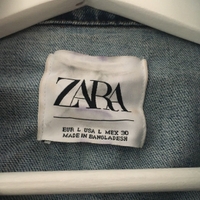 ZARA
EUR L USA L MEX 30
MADE IN BANGLADESH